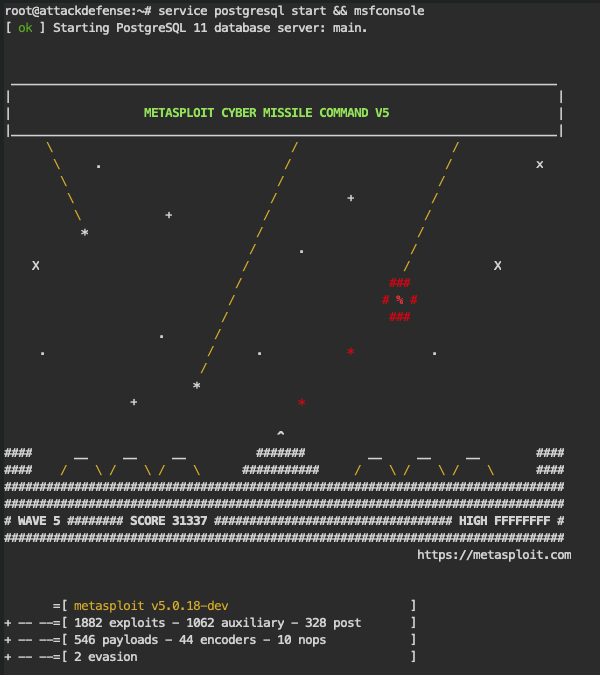 root@attackdefense:~# service postgresql start && msfconsole
[ ok ] Starting PostgreSQL 11 database server: main.
METASPLOIT CYBER MISSILE COMMAND V5
# WAVE 5 ######## SCORE 31337 ################################## HIGH FFFFFFFF #
https://metasploit.com
=[ metasploit v5.0.18-dev ]
+ -- --=[ 1882 exploits - 1062 auxiliary - 328 post ]
+ -- --=[ 546 payloads - 44 encoders - 10 nops ]
+ -- --=[ 2 evasion ]